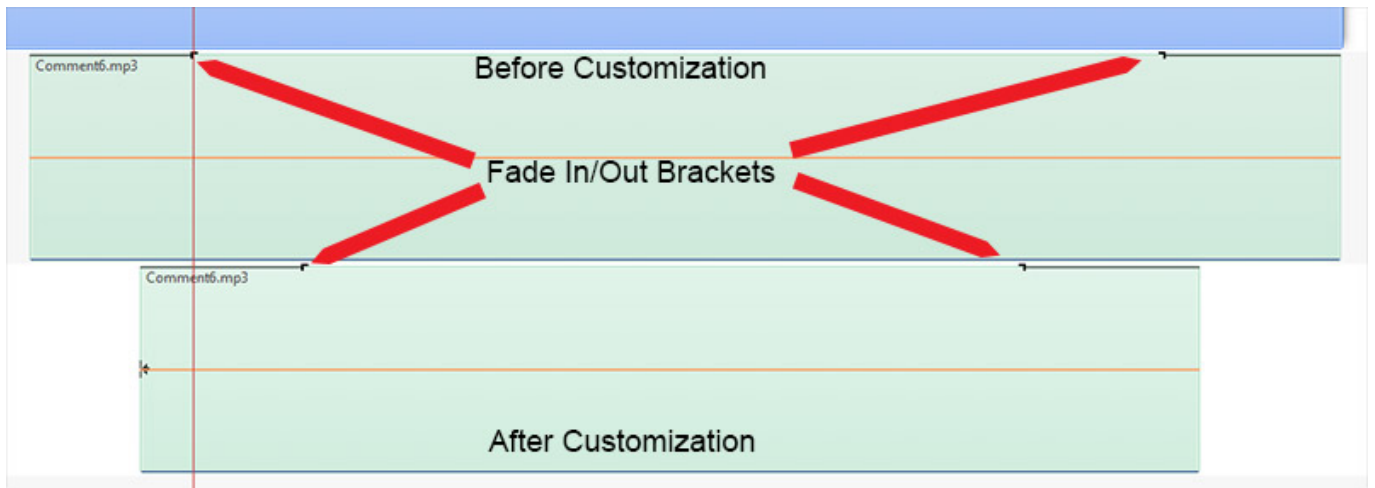 Comment6.mp3
Before Customization
Fade In/Out Brackets
Comment6.mp3
After Customization